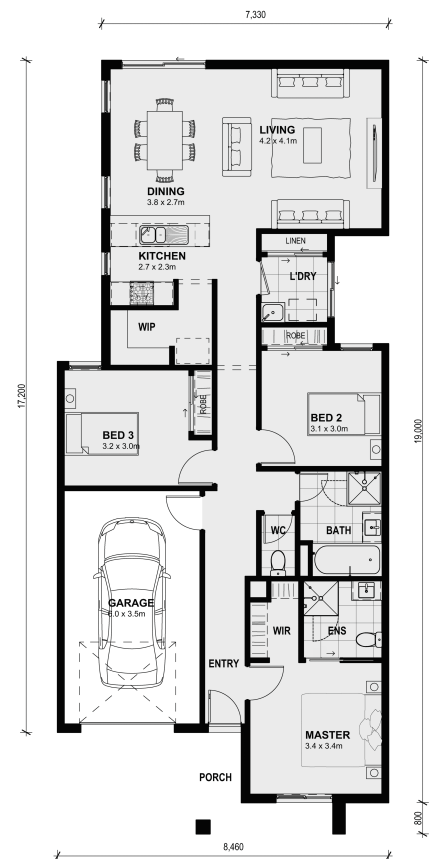 7,330
LIVING
4.2 x 4.1m
DINING
3.8 x 2.7m
LINEN
KITCHEN
2.7 x 2.3m
L'DRY
WIP
ROBE
17,200
19,000
ROBE
BED 2
3.1 x 3.0m
BED 3
3.2 x 3.0m
WC
BATH
GARAGE
6.0 x 3.5m
WIR
ENS
ENTRY
MASTER
3.4 x 3.4m
PORCH
800
8,460